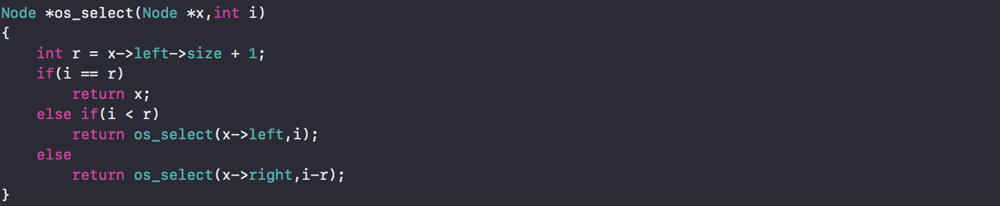 Node *os_select(Node *x,int i)
{
    int r = x->left->size + 1;
    if(i == r)
        return x;
    else if(i < r)
        return os_select(x->left,i);
    else
        return os_select(x->right,i-r);
}